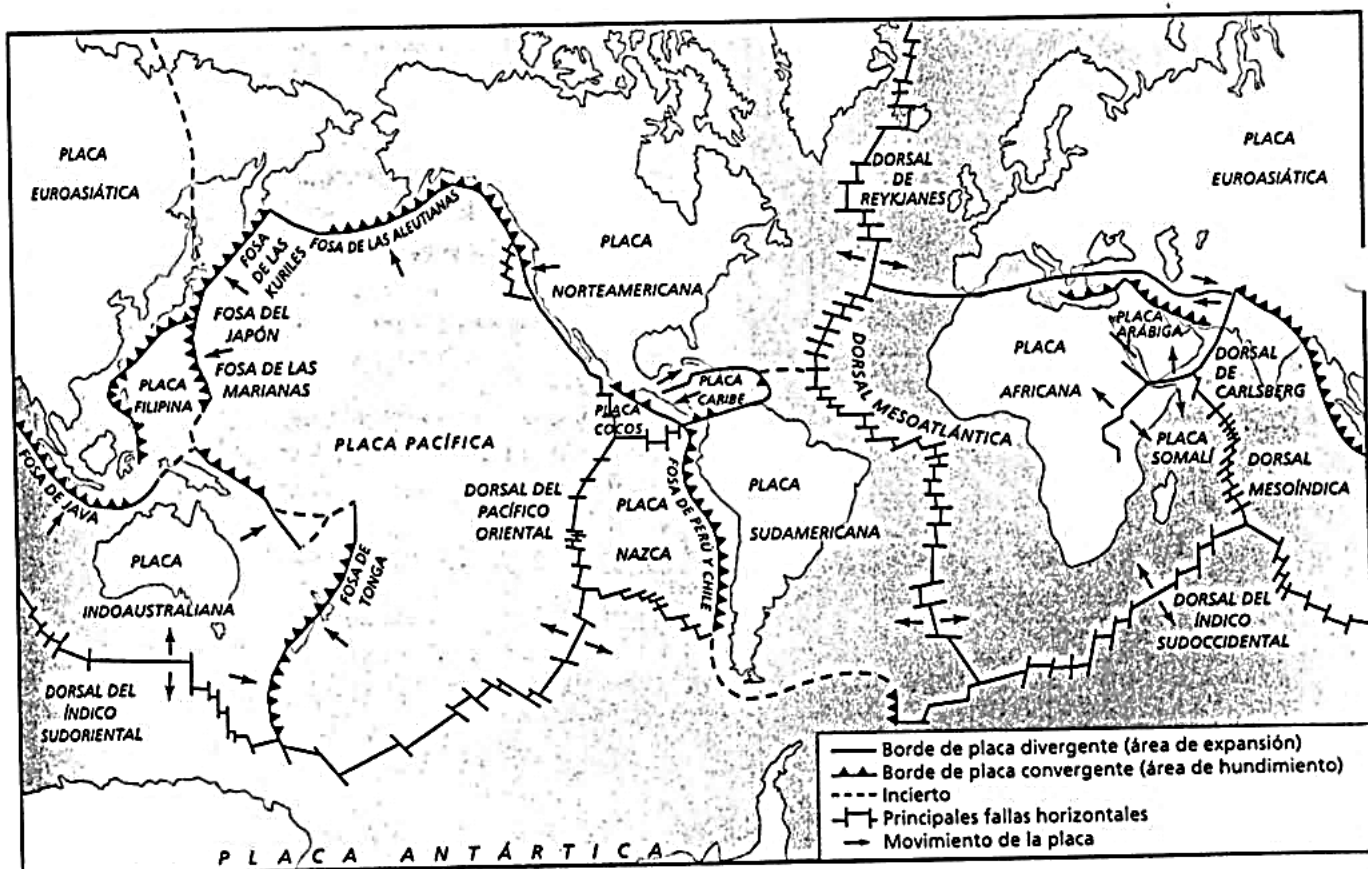 PLACA
EUROASIÁTICA
FOSA
DE LAS
KURILES
FOSA DE LAS ALEUTIANAS
FOSA DEL
JAPÓN
FOSA DE LAS
MARIANAS
PLACA
FILIPINA
FOSA DE JAVA
PLACA
INDOAUSTRALIANA
DORSAL DEL
ÍNDICO
SUDORIENTAL
FOSA DE
TONGA
PLACA PACÍFICA
PLACA
NORTEAMERICANA
PLACA
COCOS
PLACA
CARIBE
DORSAL DEL
PACÍFICO
ORIENTAL
PLACA
NAZCA
FOSA DE PERÚ Y CHILE
PLACA
SUDAMERICANA
DORSAL
DE
REYKJANES
DORSAL MESOATLÁNTICA
PLACA
EUROASIÁTICA
PLACA
ARÁBIGA
PLACA
AFRICANA
DORSAL
DE
CARLSBERG
PLACA
SOMALÍ
DORSAL
MESOÍNDICA
DORSAL DEL
ÍNDICO
SUDOCCIDENTAL
PLACA ANTÁRTICA
Borde de placa divergente (área de expansión)
Borde de placa convergente (área de hundimiento)
Incierto
Principales fallas horizontales
Movimiento de la placa